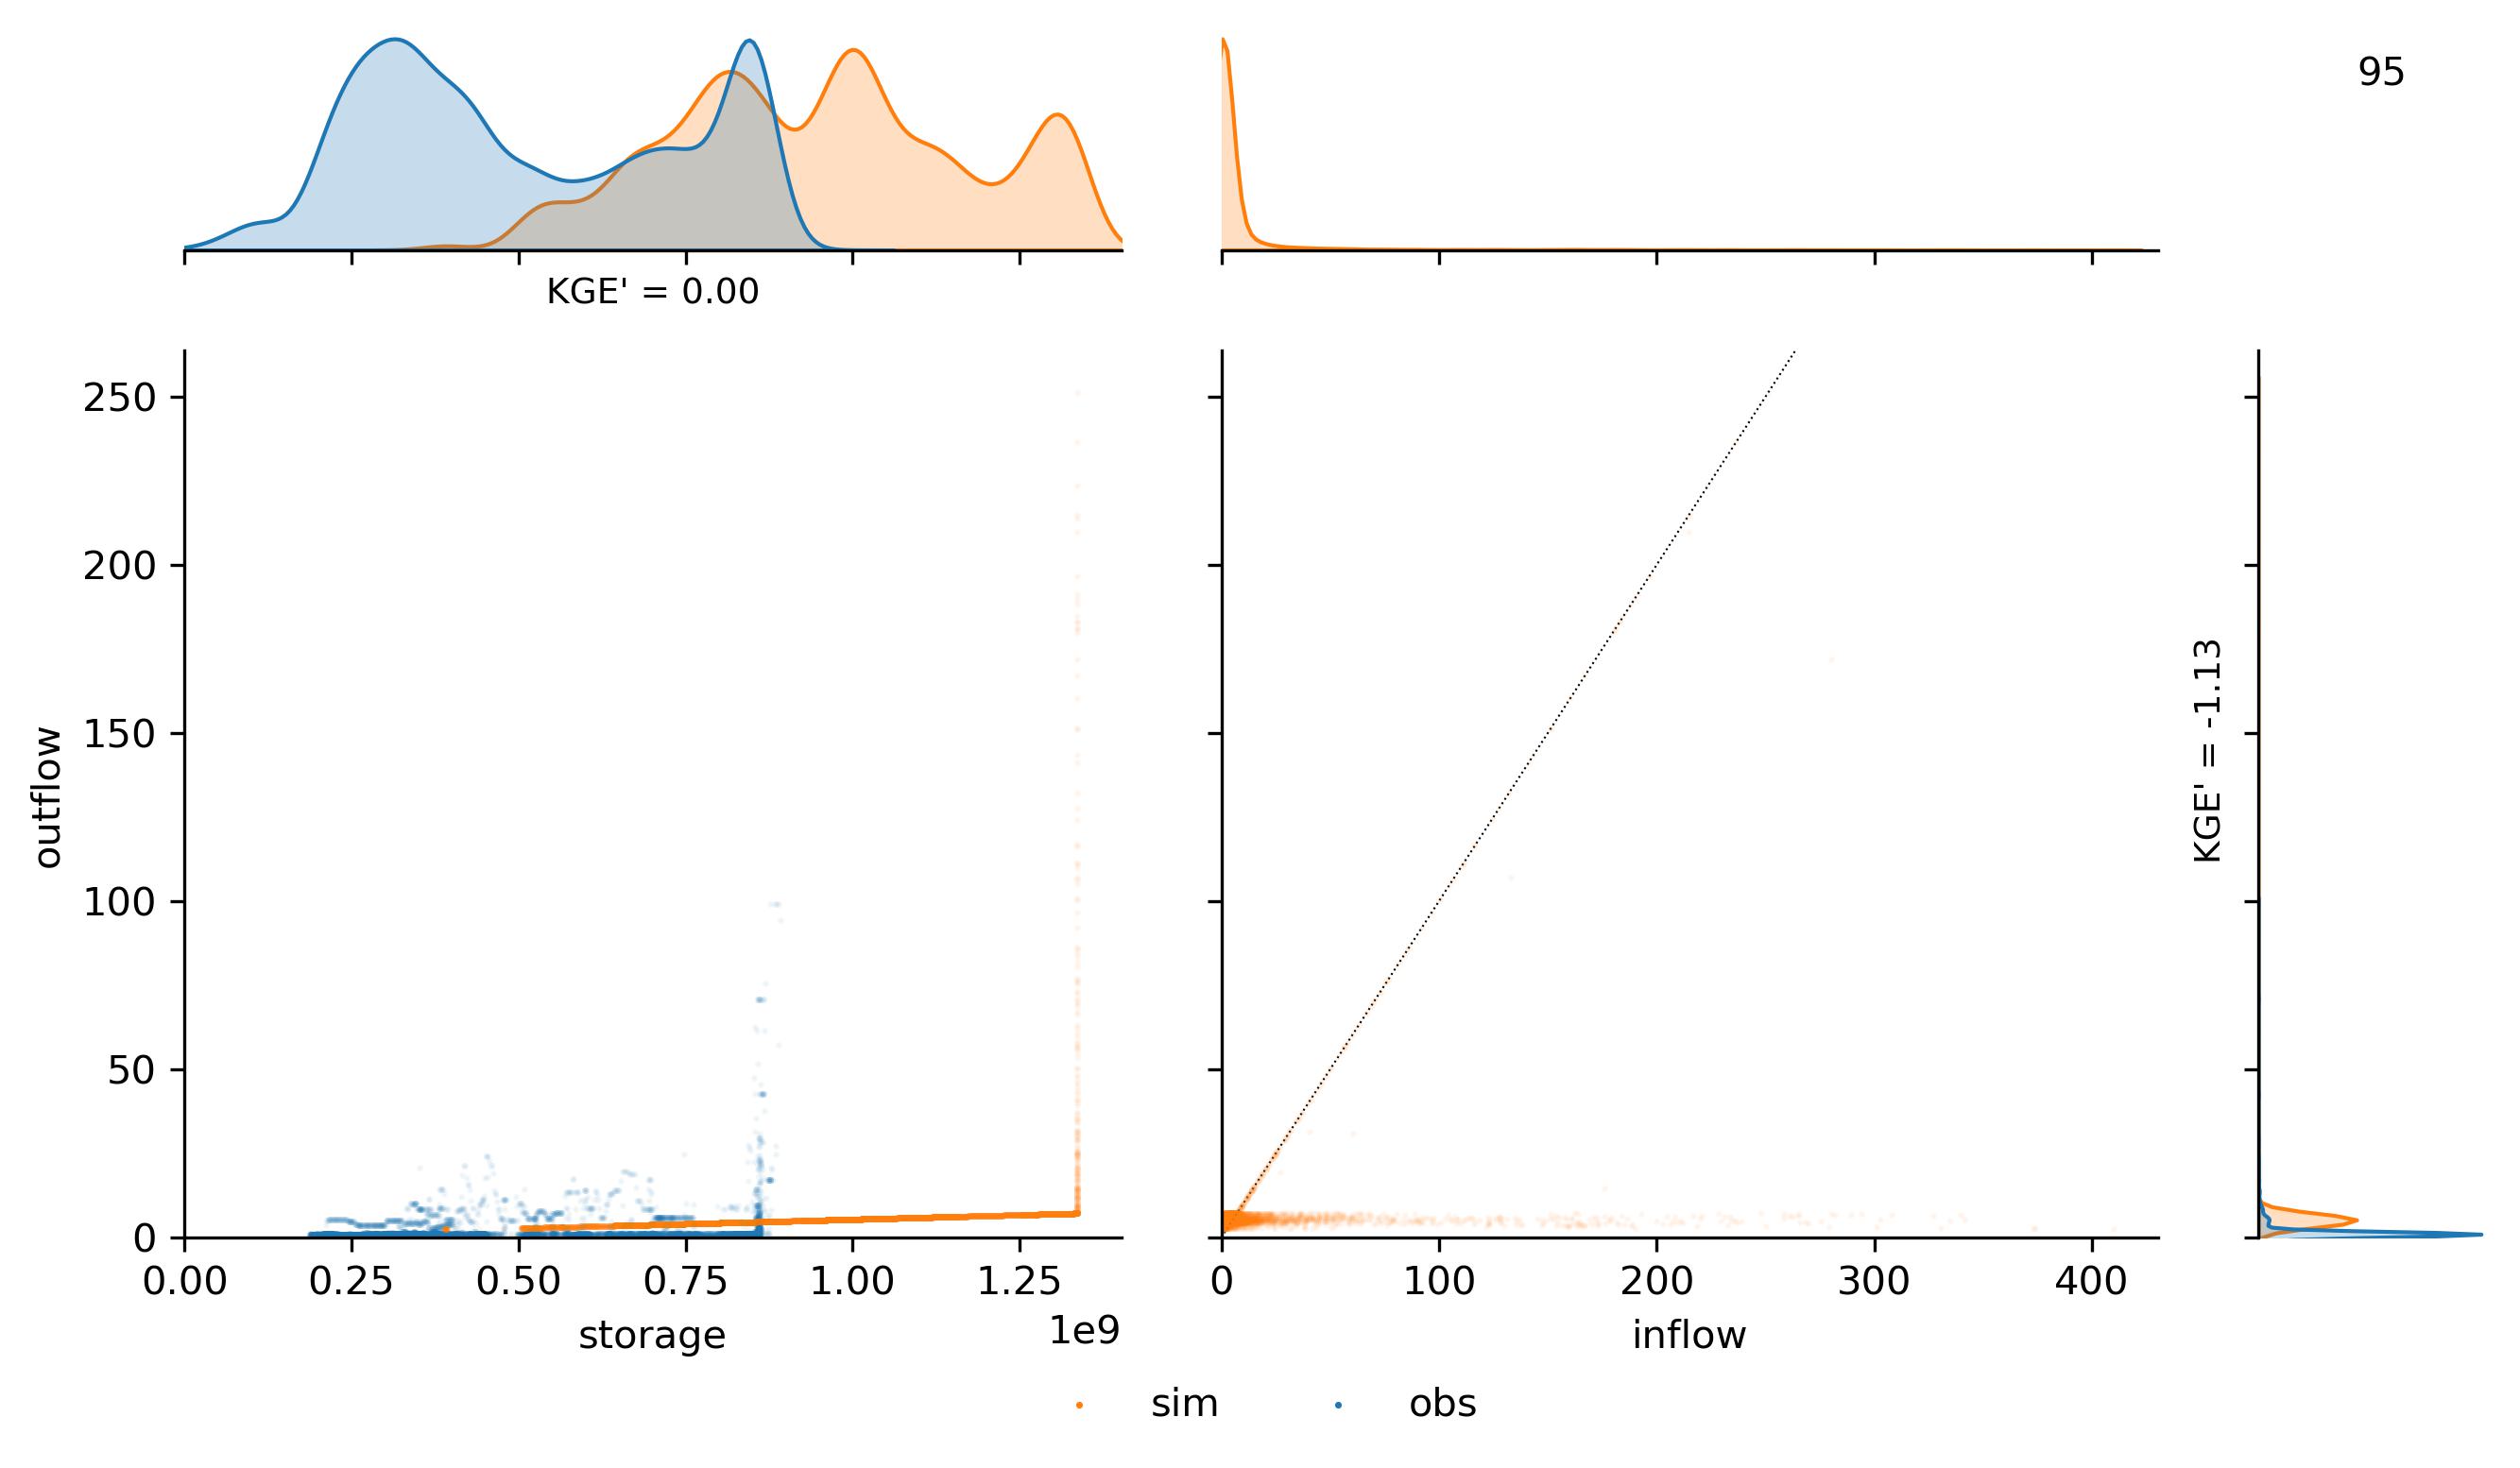 95
KGE' = 0.00
250
200
150
100
50
0
outflow
0.00 0.25 0.50 0.75 1.00 1.25
1e9
storage
KGE' = -1.13
0 100 200 300 400
inflow
sim obs